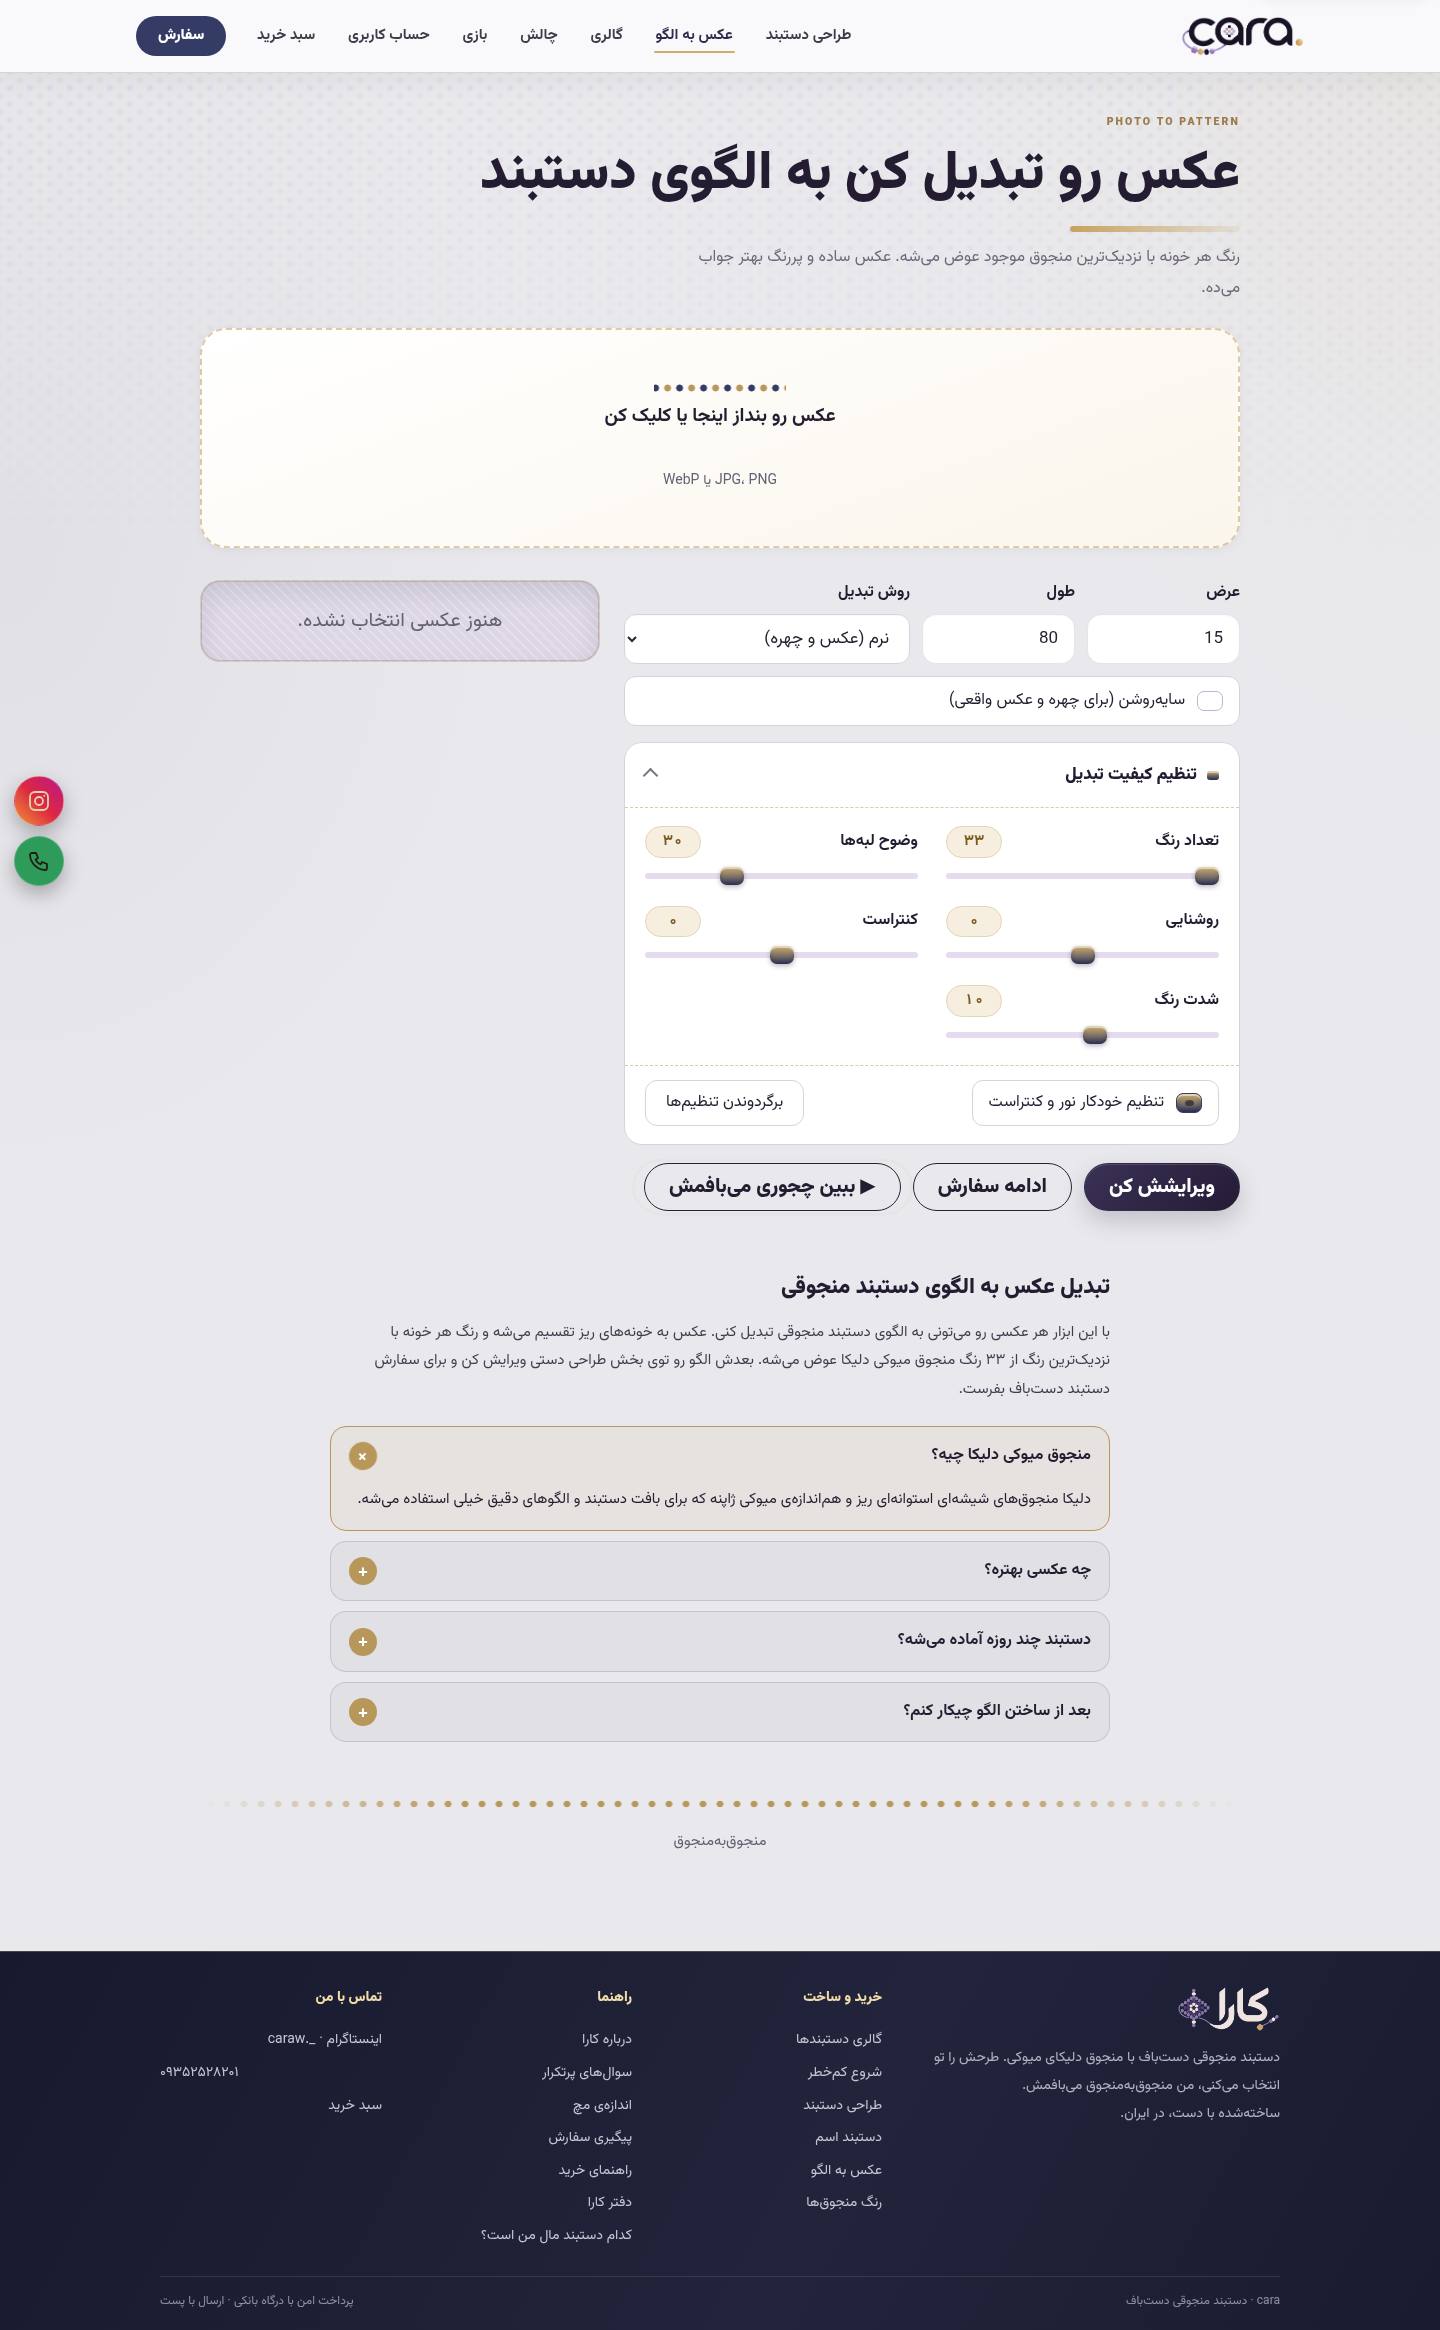 cara.
طراحی دستبند
عکس به الگو
گالری
چالش
بازی
حساب کاربری
سبد خرید
سفارش
PHOTO TO PATTERN
عکس رو تبدیل کن به الگوی دستبند
رنگ هر خونه با نزدیک‌ترین منجوق موجود عوض می‌شه. عکس ساده و پررنگ بهتر جواب
می‌ده.
عکس رو بنداز اینجا یا کلیک کن
JPG، PNG یا WebP
عرض
طول
روش تبدیل
15
80
نرم (عکس و چهره)
سایه‌روشن (برای چهره و عکس واقعی)
هنوز عکسی انتخاب نشده.
تنظیم کیفیت تبدیل
تعداد رنگ
۳۳
وضوح لبه‌ها
۳۰
روشنایی
۰
کنتراست
۰
شدت رنگ
۱۰
تنظیم خودکار نور و کنتراست
برگردوندن تنظیم‌ها
ویرایشش کن
ادامه سفارش
▶ ببین چجوری می‌بافمش
تبدیل عکس به الگوی دستبند منجوقی
با این ابزار هر عکسی رو می‌تونی به الگوی دستبند منجوقی تبدیل کنی. عکس به خونه‌های ریز تقسیم می‌شه و رنگ هر خونه با
نزدیک‌ترین رنگ از ۳۳ رنگ منجوق میوکی دلیکا عوض می‌شه. بعدش الگو رو توی بخش طراحی دستی ویرایش کن و برای سفارش
دستبند دست‌باف بفرست.
منجوق میوکی دلیکا چیه؟
دلیکا منجوق‌های شیشه‌ای استوانه‌ای ریز و هم‌اندازه‌ی میوکی ژاپنه که برای بافت دستبند و الگوهای دقیق خیلی استفاده می‌شه.
چه عکسی بهتره؟
دستبند چند روزه آماده می‌شه؟
بعد از ساختن الگو چیکار کنم؟
منجوق‌به‌منجوق
کارا
دستبند منجوقی دست‌باف با منجوق دلیکای میوکی. طرحش را تو
انتخاب می‌کنی، من منجوق‌به‌منجوق می‌بافمش.
ساخته‌شده با دست، در ایران.
خرید و ساخت
گالری دستبندها
شروع کم‌خطر
طراحی دستبند
دستبند اسم
عکس به الگو
رنگ منجوق‌ها
راهنما
درباره کارا
سوال‌های پرتکرار
اندازه‌ی مچ
پیگیری سفارش
راهنمای خرید
دفتر کارا
کدام دستبند مال من است؟
تماس با من
اینستاگرام · caraw._
۰۹۳۵۲۵۲۸۲۰۱
سبد خرید
cara · دستبند منجوقی دست‌باف
پرداخت امن با درگاه بانکی · ارسال با پست